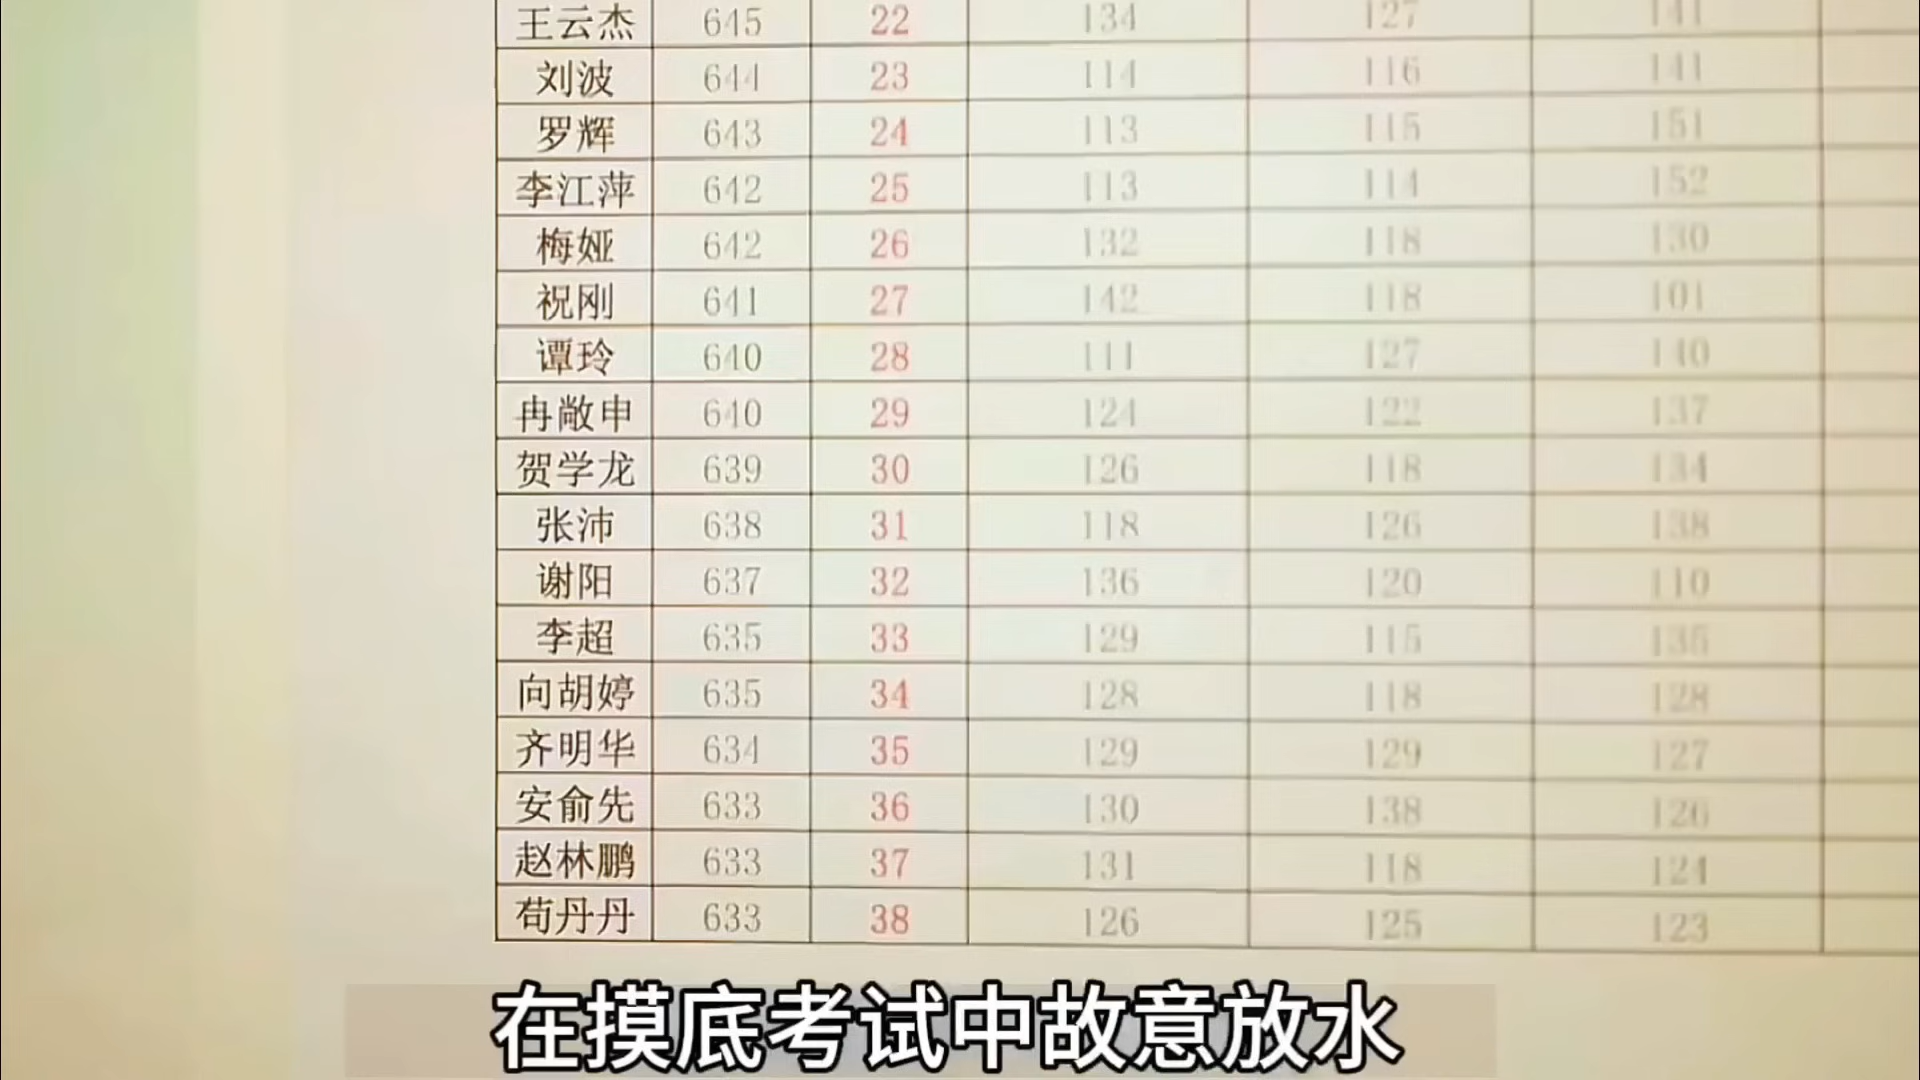 王云杰 645 22 134 127 141
刘波 644 23 114 116 141
罗辉 643 24 113 115 151
李江萍 642 25 113 114 152
梅娅 642 26 132 118 130
祝刚 641 27 142 118 101
谭玲 640 28 111 127 140
冉敞申 640 29 124 122 137
贺学龙 639 30 126 118 134
张沛 638 31 118 126 138
谢阳 637 32 136 120 110
李超 635 33 129 115 135
向胡婷 635 34 128 118 128
齐明华 634 35 129 129 127
安俞先 633 36 130 138 126
赵林鹏 633 37 131 118 124
荀丹丹 633 38 126 125 123
在摸底考试中故意放水